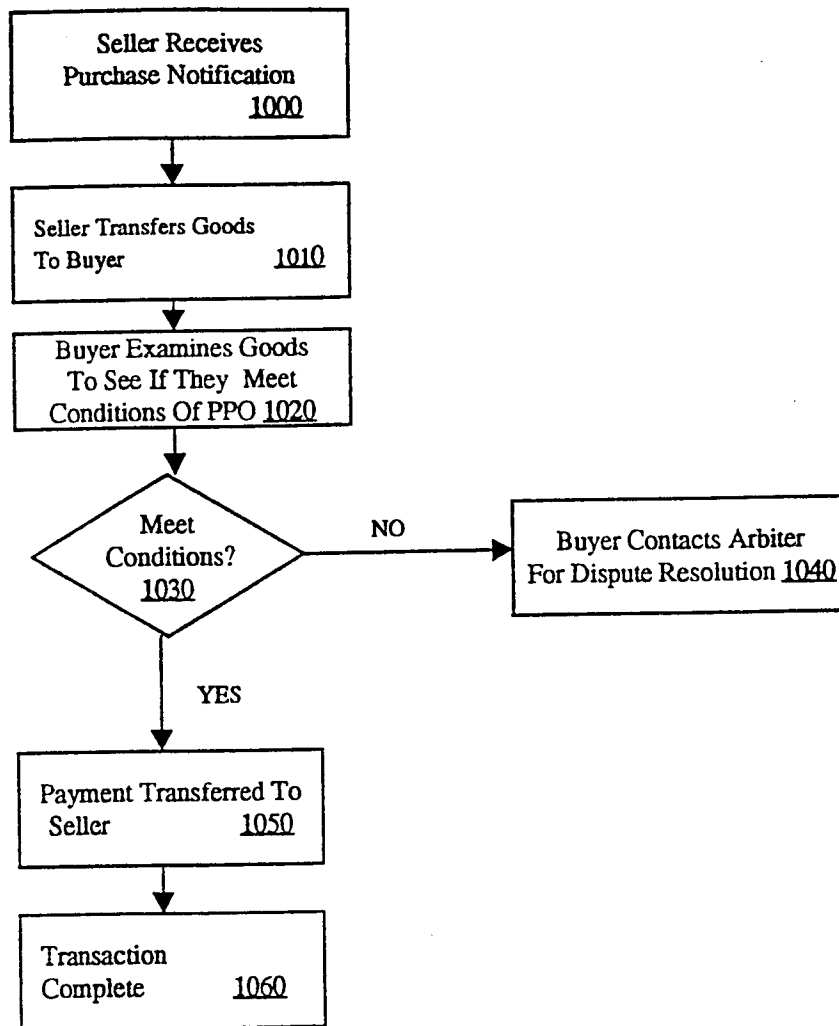 Seller Receives
Purchase Notification
1000
Seller Transfers Goods
To Buyer 1010
Buyer Examines Goods
To See If They Meet
Conditions Of PPO 1020
Meet
Conditions?
1030
NO
Buyer Contacts Arbiter
For Dispute Resolution 1040
YES
Payment Transferred To
Seller 1050
Transaction
Complete 1060